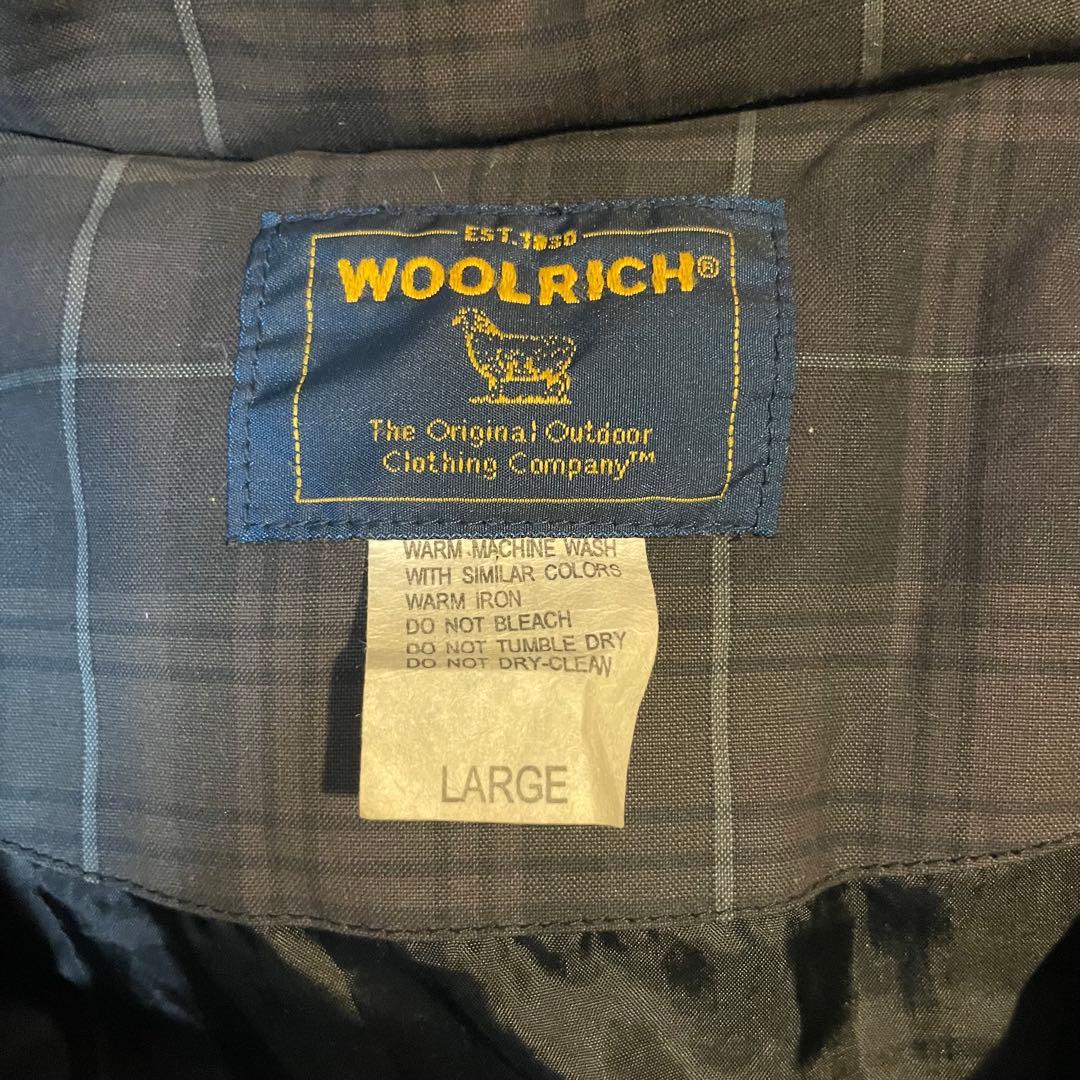 EST. 1830
WOOLRICH®
The Original Outdoor
Clothing Company™
WARM MACHINE WASH
WITH SIMILAR COLORS
WARM IRON
DO NOT BLEACH
DO NOT TUMBLE DRY
DO NOT DRY-CLEAN
LARGE